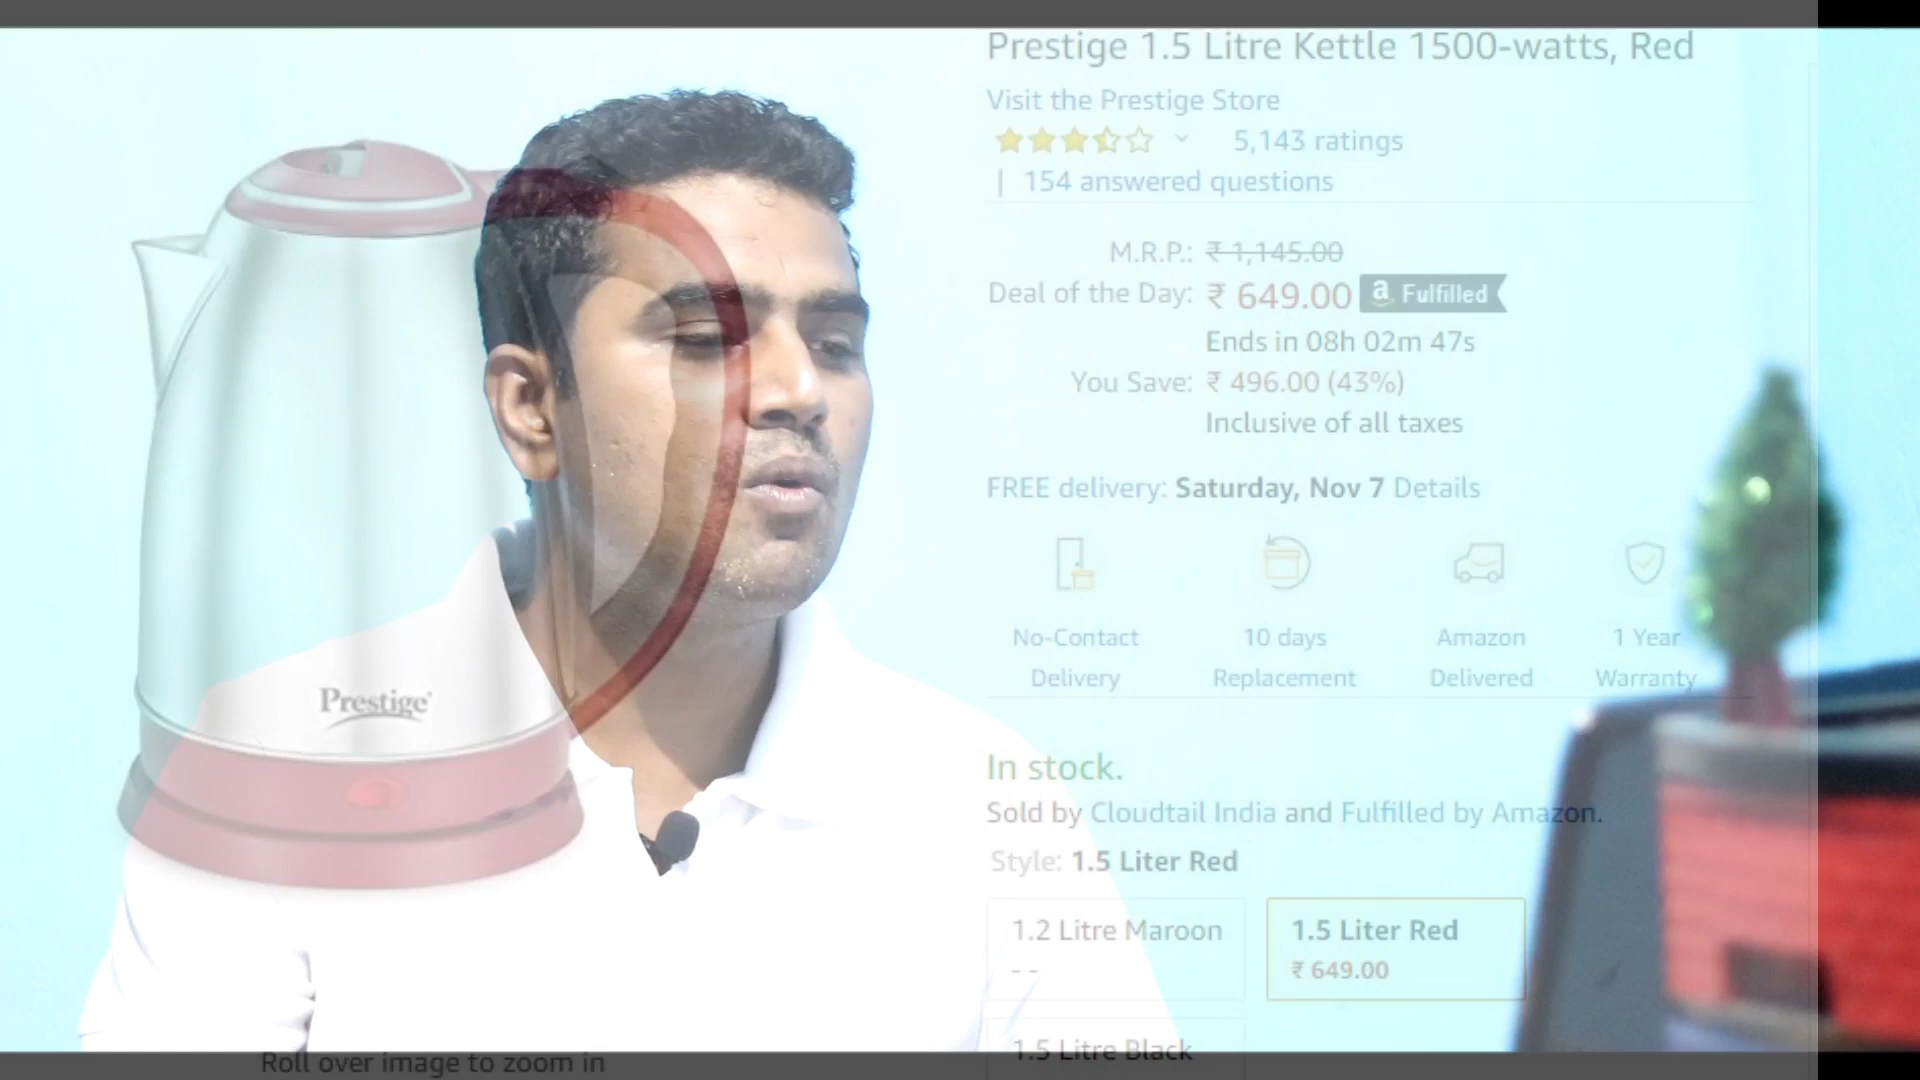 Prestige 1.5 Litre Kettle 1500-watts, Red
Visit the Prestige Store
5,143 ratings
| 154 answered questions
M.R.P.: ₹ 1,145.00
Deal of the Day: ₹ 649.00 a Fulfilled
Ends in 08h 02m 47s
You Save: ₹ 496.00 (43%)
Inclusive of all taxes
FREE delivery: Saturday, Nov 7 Details
No-Contact Delivery
10 days Replacement
Amazon Delivered
1 Year Warranty
Prestige
In stock.
Sold by Cloudtail India and Fulfilled by Amazon.
Style: 1.5 Liter Red
1.2 Litre Maroon
- -
1.5 Liter Red
₹ 649.00
1.5 Litre Black
Roll over image to zoom in